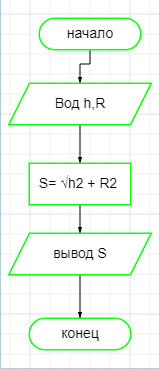 начало
Вод h,R
S= √h2 + R2
вывод S
конец